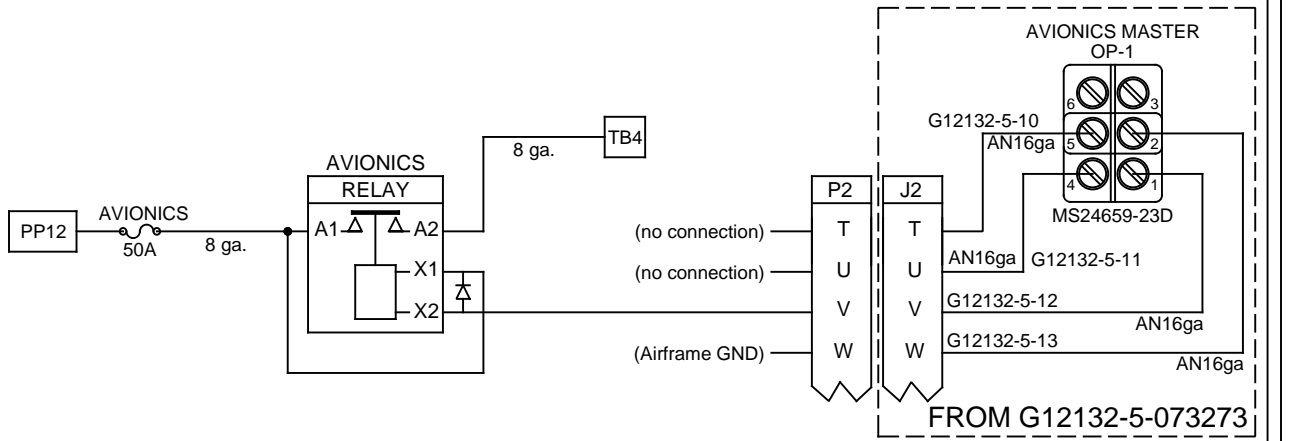 AVIONICS MASTER
OP-1
6
3
5
2
4
1
MS24659-23D
G12132-5-10
AN16ga
TB4
8 ga.
AVIONICS
RELAY
A1
A2
X1
X2
PP12
AVIONICS
50A
8 ga.
P2
J2
(no connection)
T
T
(no connection)
U
U
AN16ga
G12132-5-11
V
V
G12132-5-12
AN16ga
(Airframe GND)
W
W
G12132-5-13
AN16ga
FROM G12132-5-073273